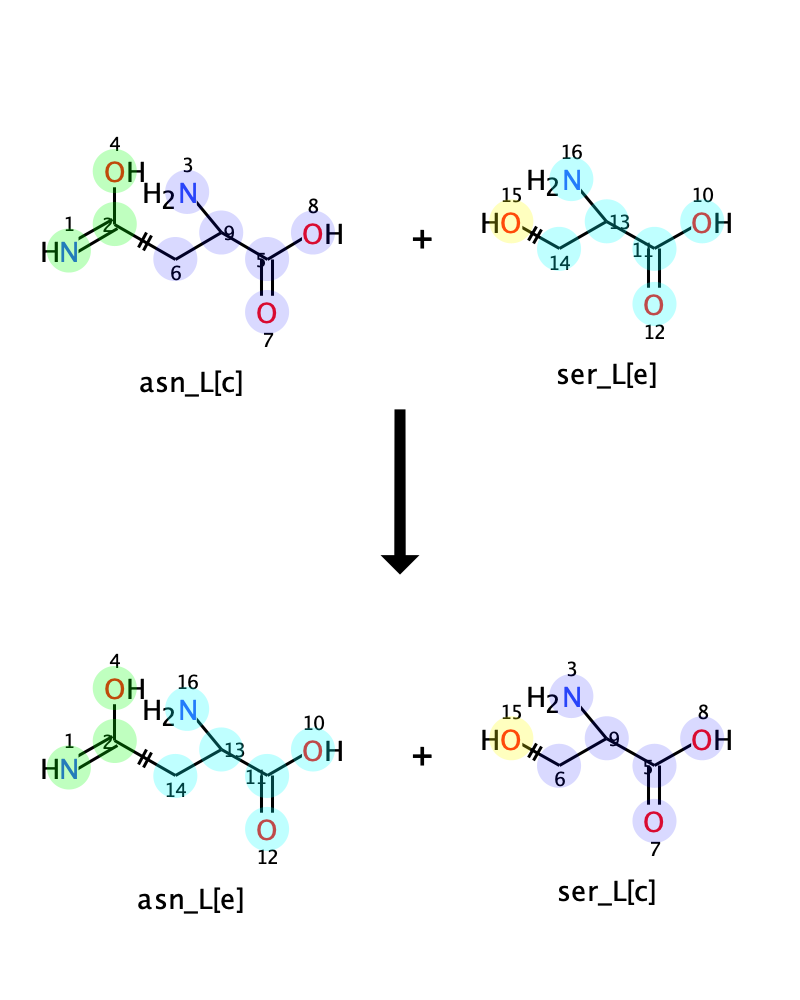 4
OH H₂N 3
1 2 9 8 OH
HN 6 5
O
7
asn_L[c]
+
16
15 H₂N 10
HO 13 OH
14 11
O
12
ser_L[e]
4
OH H₂N 16
1 2 13 10 OH
HN 14 11
O
12
asn_L[e]
+
3
15 H₂N 8
HO 9 OH
6 5
O
7
ser_L[c]